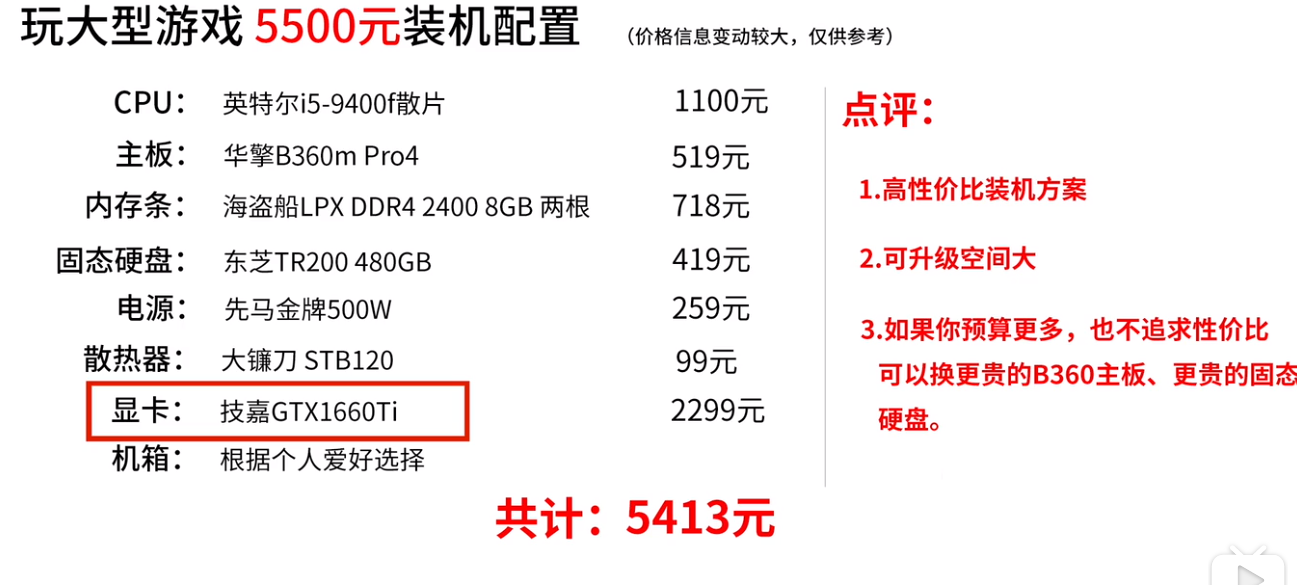 玩大型游戏 5500元装机配置 （价格信息变动较大，仅供参考）
CPU： 英特尔i5-9400f散片 1100元
主板： 华擎B360m Pro4 519元
内存条： 海盗船LPX DDR4 2400 8GB 两根 718元
固态硬盘： 东芝TR200 480GB 419元
电源： 先马金牌500W 259元
散热器： 大镰刀 STB120 99元
显卡： 技嘉GTX1660Ti 2299元
机箱： 根据个人爱好选择
共计：5413元
点评：
1.高性价比装机方案
2.可升级空间大
3.如果你预算更多，也不追求性价比
可以换更贵的B360主板、更贵的固态
硬盘。